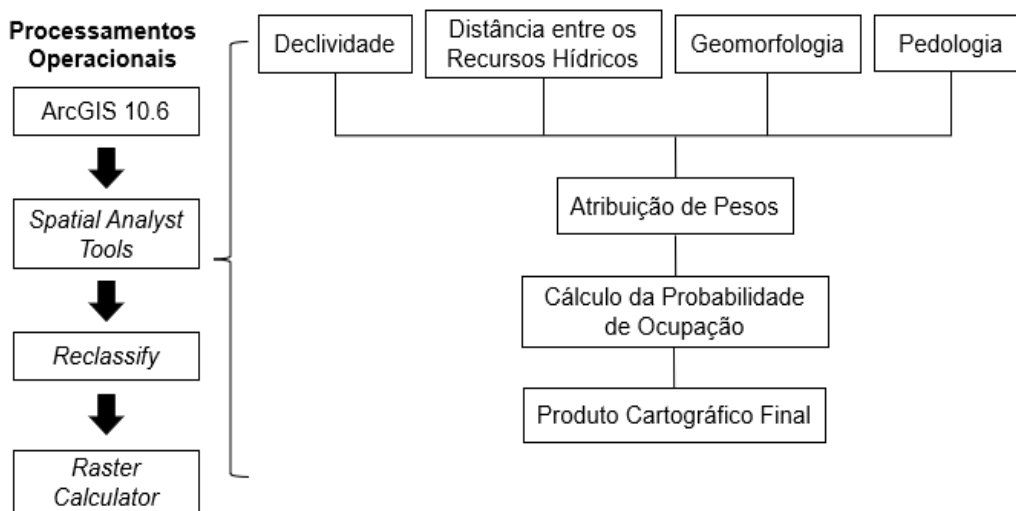 Processamentos
Operacionais
ArcGIS 10.6
Spatial Analyst
Tools
Reclassify
Raster
Calculator
Declividade
Distância entre os
Recursos Hídricos
Geomorfologia
Pedologia
Atribuição de Pesos
Cálculo da Probabilidade
de Ocupação
Produto Cartográfico Final